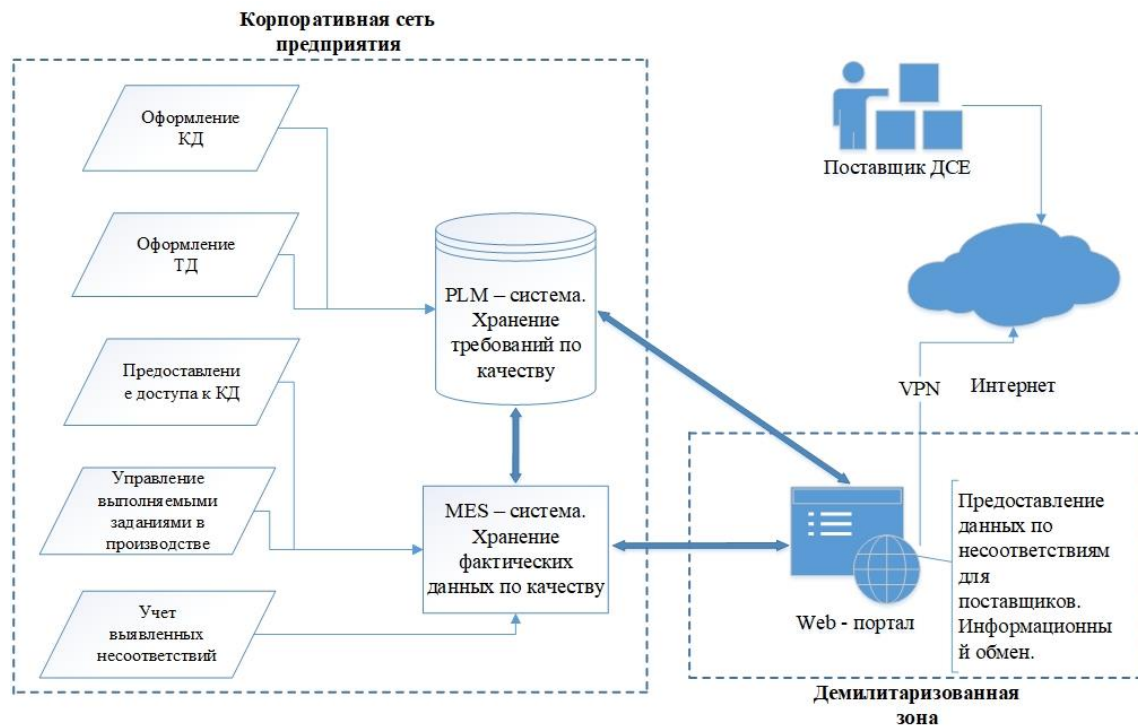 Корпоративная сеть
предприятия
Оформление
КД
Оформление
ТД
Предоставлени
е доступа к КД
Управление
выполняемыми
заданиями в
производстве
Учет
выявленных
несоответствий
PLM – система.
Хранение
требований по
качеству
MES – система.
Хранение
фактических
данных по качеству
Поставщик ДСЕ
VPN
Интернет
Web - портал
Предоставление
данных по
несоответствиям
для
поставщиков.
Информационны
й обмен.
Демилитаризованная
зона